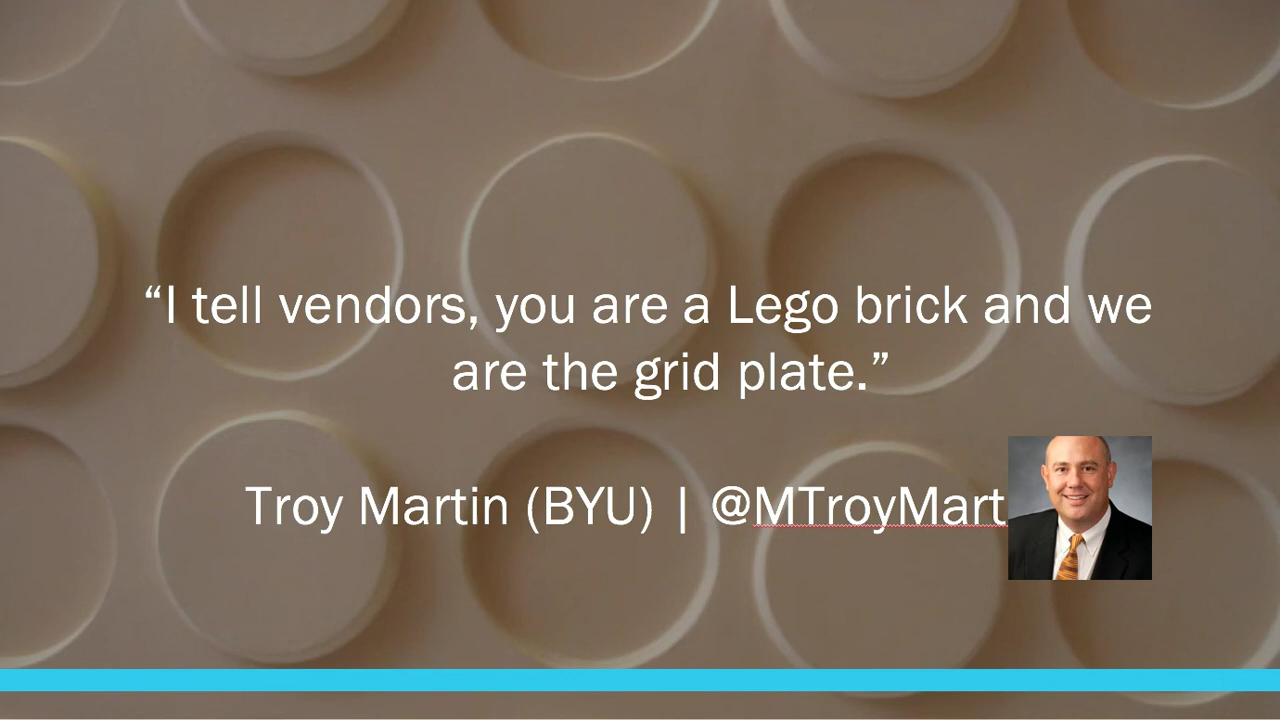 “I tell vendors, you are a Lego brick and we
are the grid plate.”
Troy Martin (BYU) | @MTroyMart